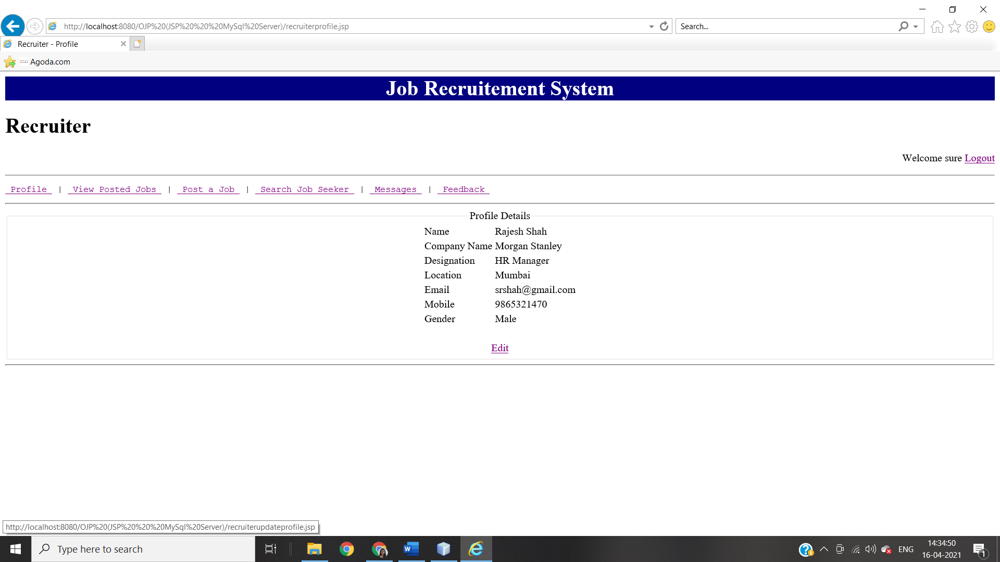 http://localhost:8080/OJP%20(JSP%20%20%20MySql%20Server)/recruiterprofile.jsp
Search...
Recruiter - Profile
Agoda.com
Job Recruitement System
Recruiter
Welcome sure Logout
Profile | View Posted Jobs | Post a Job | Search Job Seeker | Messages | Feedback
Profile Details
Name Rajesh Shah
Company Name Morgan Stanley
Designation HR Manager
Location Mumbai
Email srshah@gmail.com
Mobile 9865321470
Gender Male
Edit
http://localhost:8080/OJP%20(JSP%20%20%20MySql%20Server)/recruiterupdateprofile.jsp
Type here to search
ENG
14:34:50
16-04-2021
1